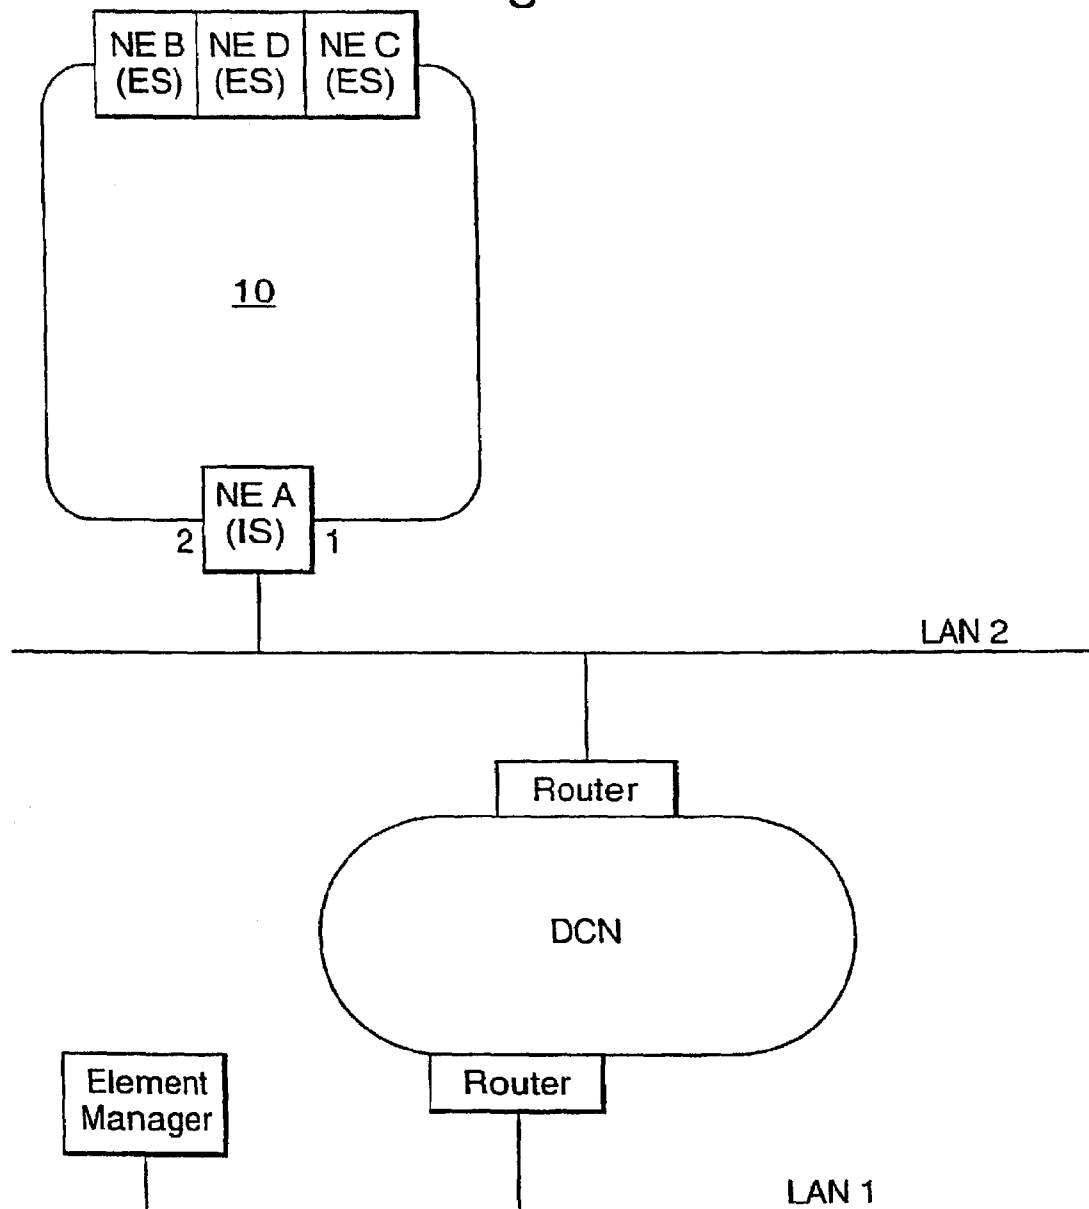 NE B NE D NE C
(ES) (ES) (ES)
10
NE A
(IS)
2 1
LAN 2
Router
DCN
Element
Manager
Router
LAN 1